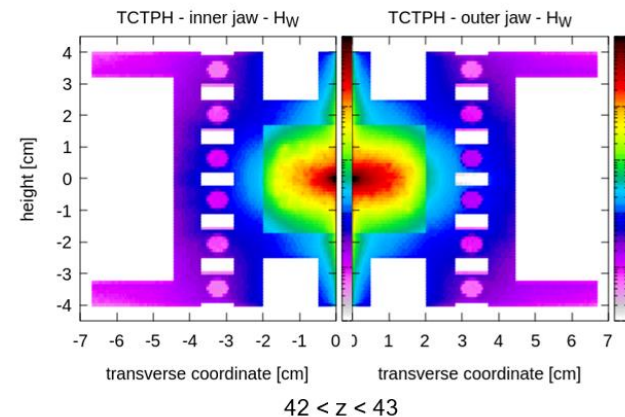 TCTPH - inner jaw - HW
TCTPH - outer jaw - HW
height [cm]
4
3
2
1
0
-1
-2
-3
-4
-7 -6 -5 -4 -3 -2 -1 0
0 1 2 3 4 5 6 7
transverse coordinate [cm]
transverse coordinate [cm]
42 < z < 43